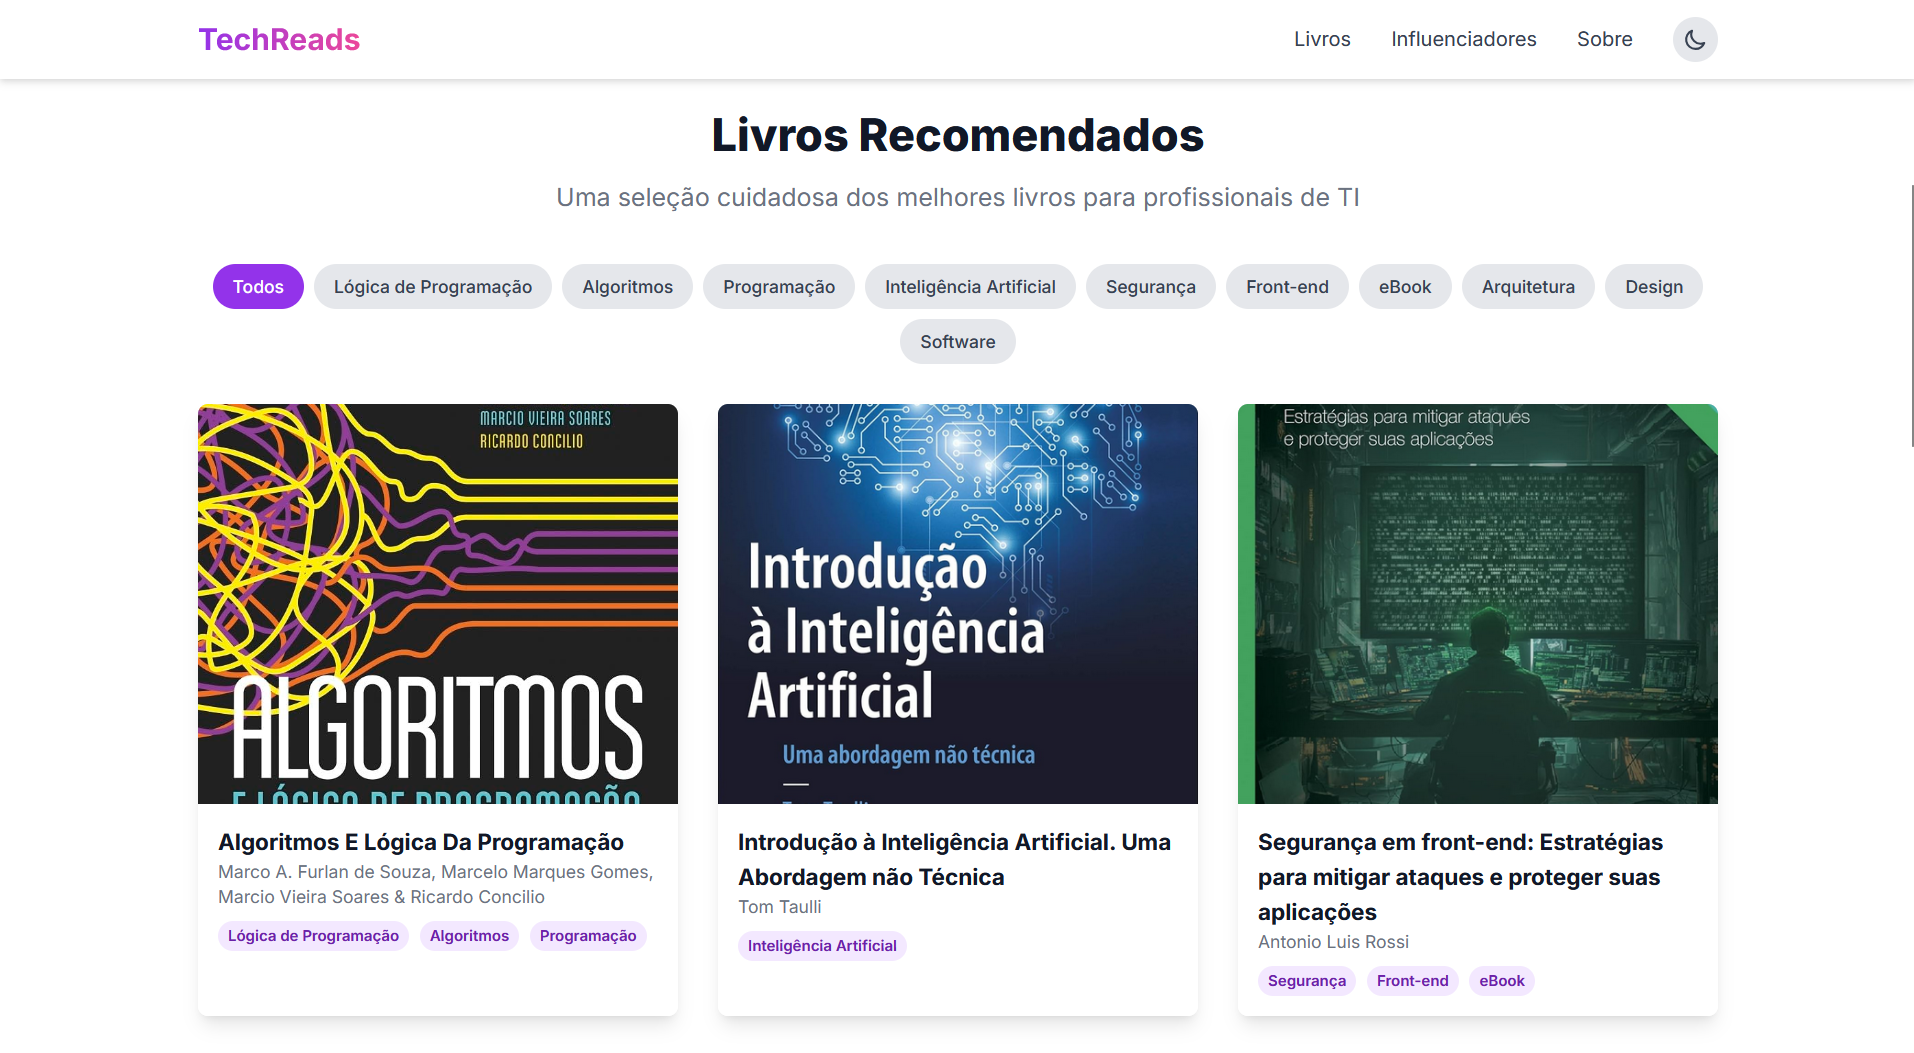 TechReads
Livros
Influenciadores
Sobre
Livros Recomendados
Uma seleção cuidadosa dos melhores livros para profissionais de TI
Todos
Lógica de Programação
Algoritmos
Programação
Inteligência Artificial
Segurança
Front-end
eBook
Arquitetura
Design
Software
MARCIO VIEIRA SOARES
RICARDO CONCILIO
ALGORITMOS
E LÓGICA DE PROGRAMAÇÃO
Algoritmos E Lógica Da Programação
Marco A. Furlan de Souza, Marcelo Marques Gomes,
Marcio Vieira Soares & Ricardo Concilio
Lógica de Programação
Algoritmos
Programação
Introdução
à Inteligência
Artificial
Uma abordagem não técnica
Introdução à Inteligência Artificial. Uma
Abordagem não Técnica
Tom Taulli
Inteligência Artificial
Estratégias para mitigar ataques
e proteger suas aplicações
Segurança em front-end: Estratégias
para mitigar ataques e proteger suas
aplicações
Antonio Luis Rossi
Segurança
Front-end
eBook